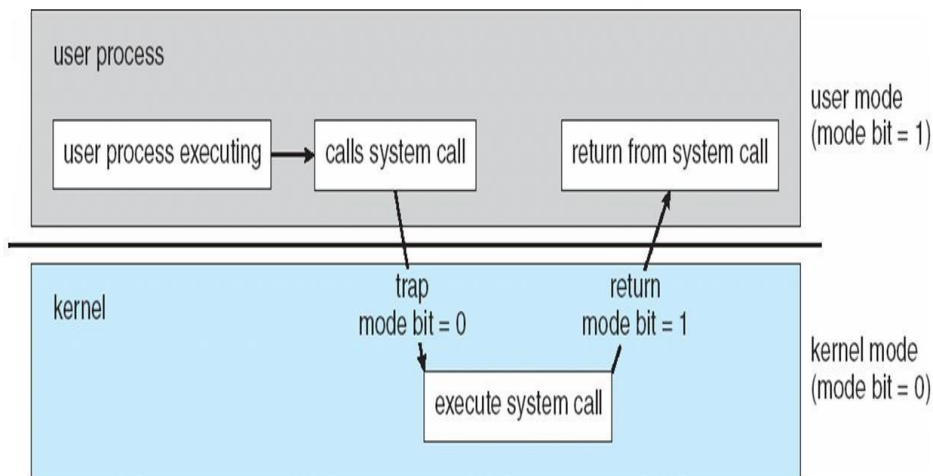 user process
user process executing
calls system call
return from system call
user mode
(mode bit = 1)
trap
mode bit = 0
return
mode bit = 1
kernel
execute system call
kernel mode
(mode bit = 0)